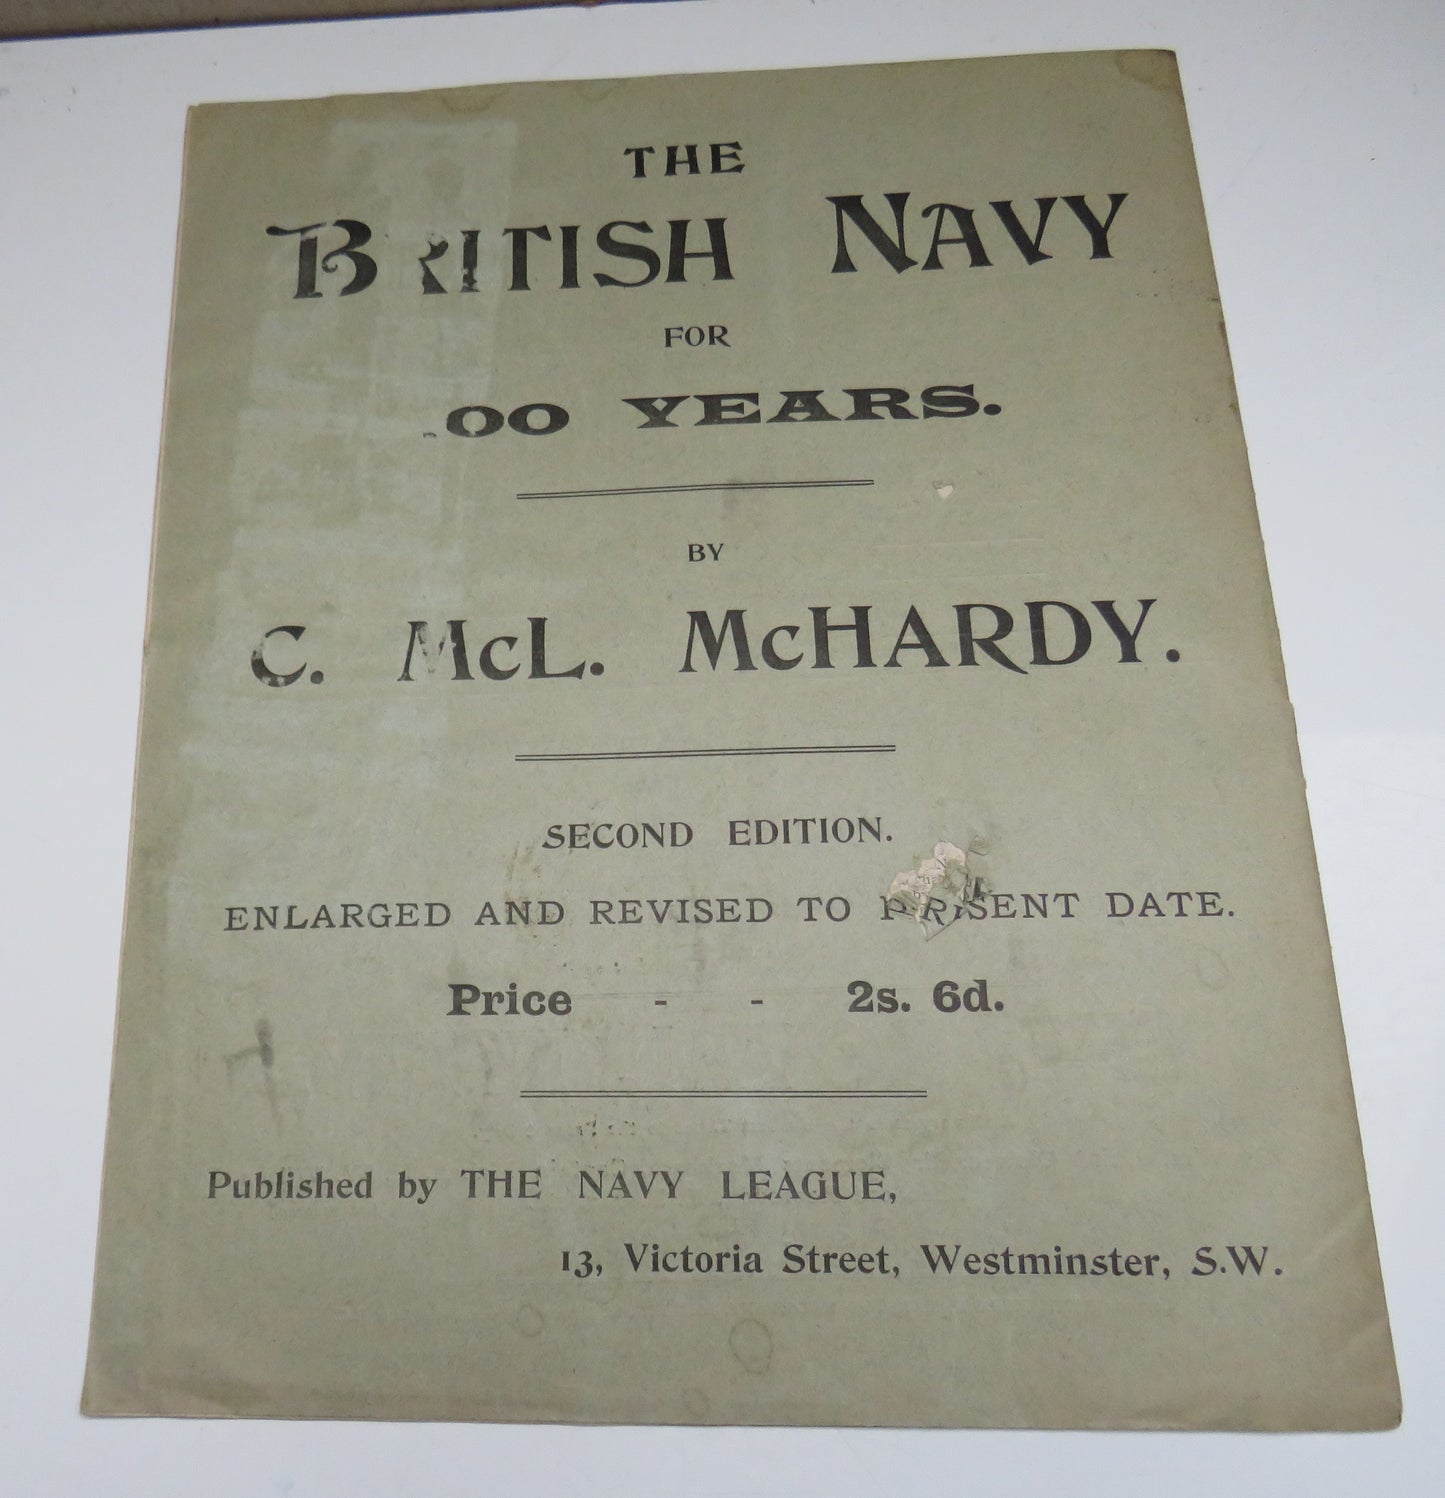 THE
BRITISH NAVY
FOR
00 YEARS.
BY
C. McL. McHARDY.
SECOND EDITION.
ENLARGED AND REVISED TO PRESENT DATE.
Price - - 2s. 6d.
Published by THE NAVY LEAGUE,
13, Victoria Street, Westminster, S.W.